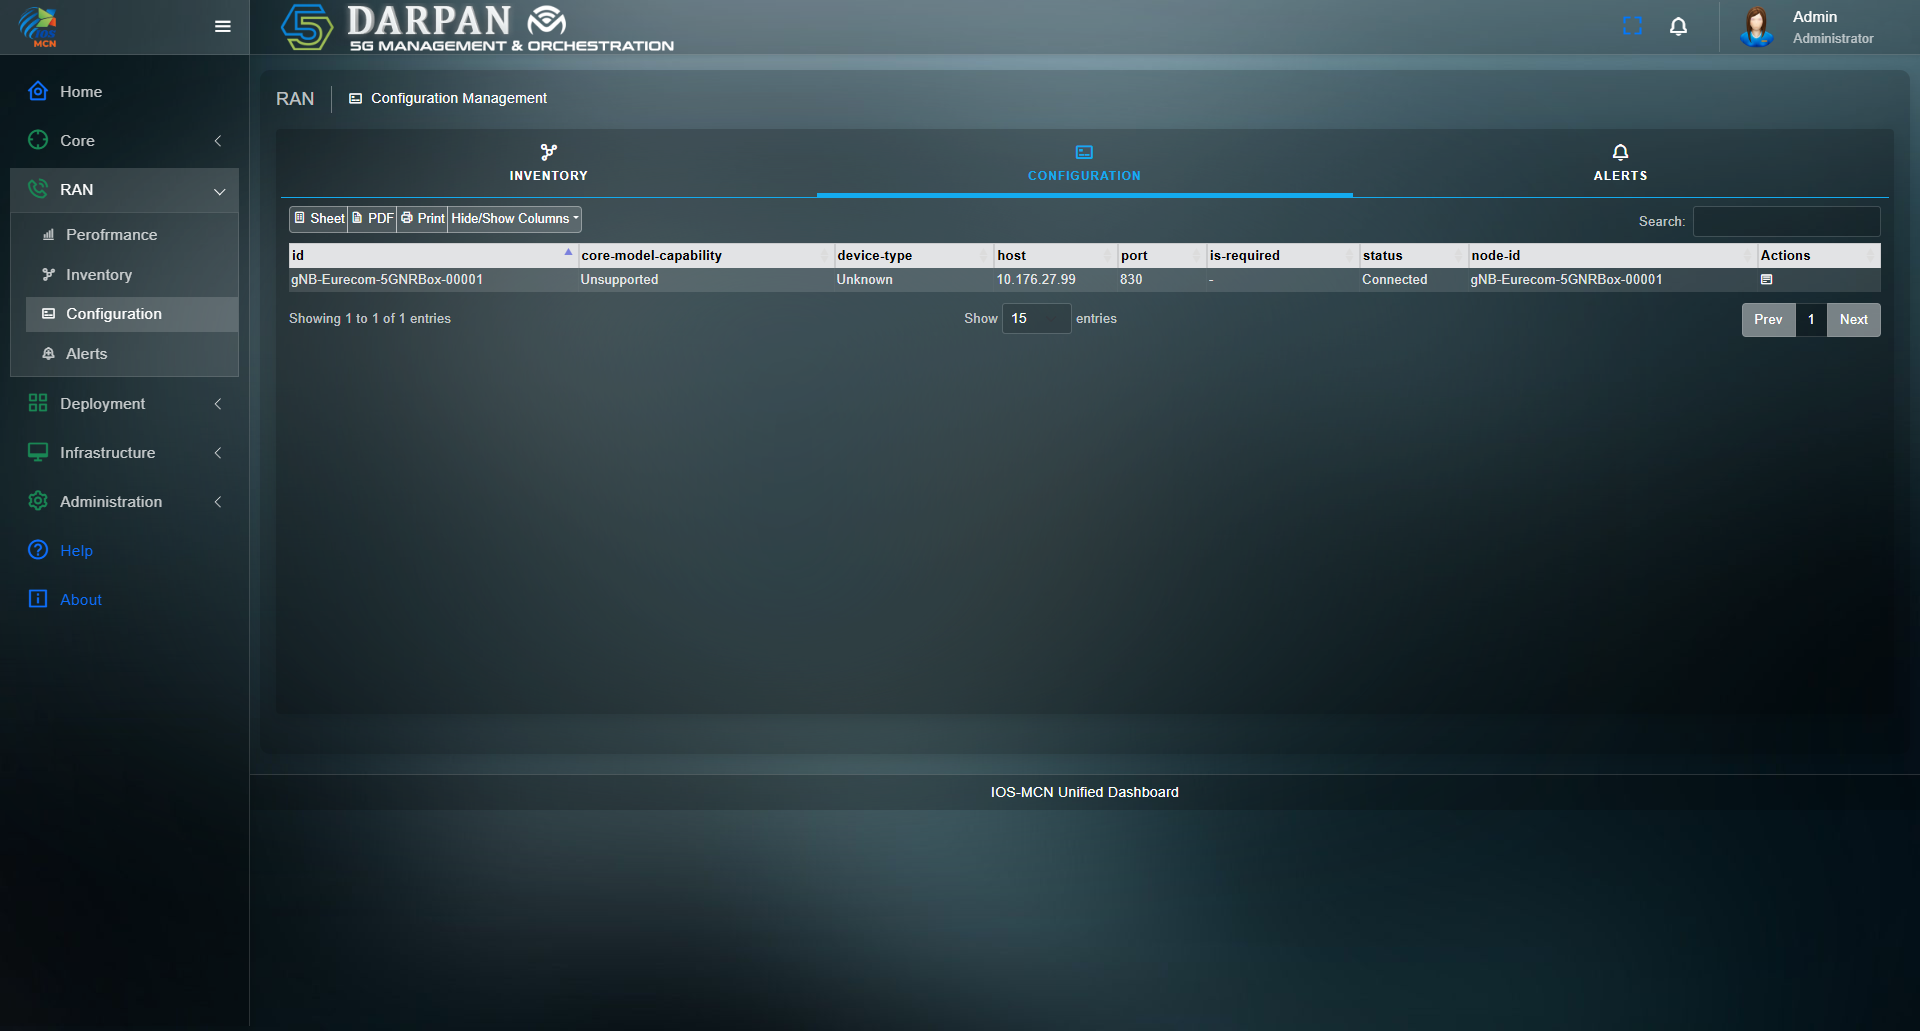 IOS
MCN
5 DARPAN
5G MANAGEMENT & ORCHESTRATION
Admin
Administrator
Home
Core
RAN
Perofrmance
Inventory
Configuration
Alerts
Deployment
Infrastructure
Administration
Help
About
RAN
Configuration Management
INVENTORY
CONFIGURATION
ALERTS
Sheet PDF Print Hide/Show Columns
Search:
id core-model-capability device-type host port is-required status node-id Actions
gNB-Eurecom-5GNRBox-00001 Unsupported Unknown 10.176.27.99 830 - Connected gNB-Eurecom-5GNRBox-00001
Showing 1 to 1 of 1 entries
Show 15 entries
Prev 1 Next
IOS-MCN Unified Dashboard